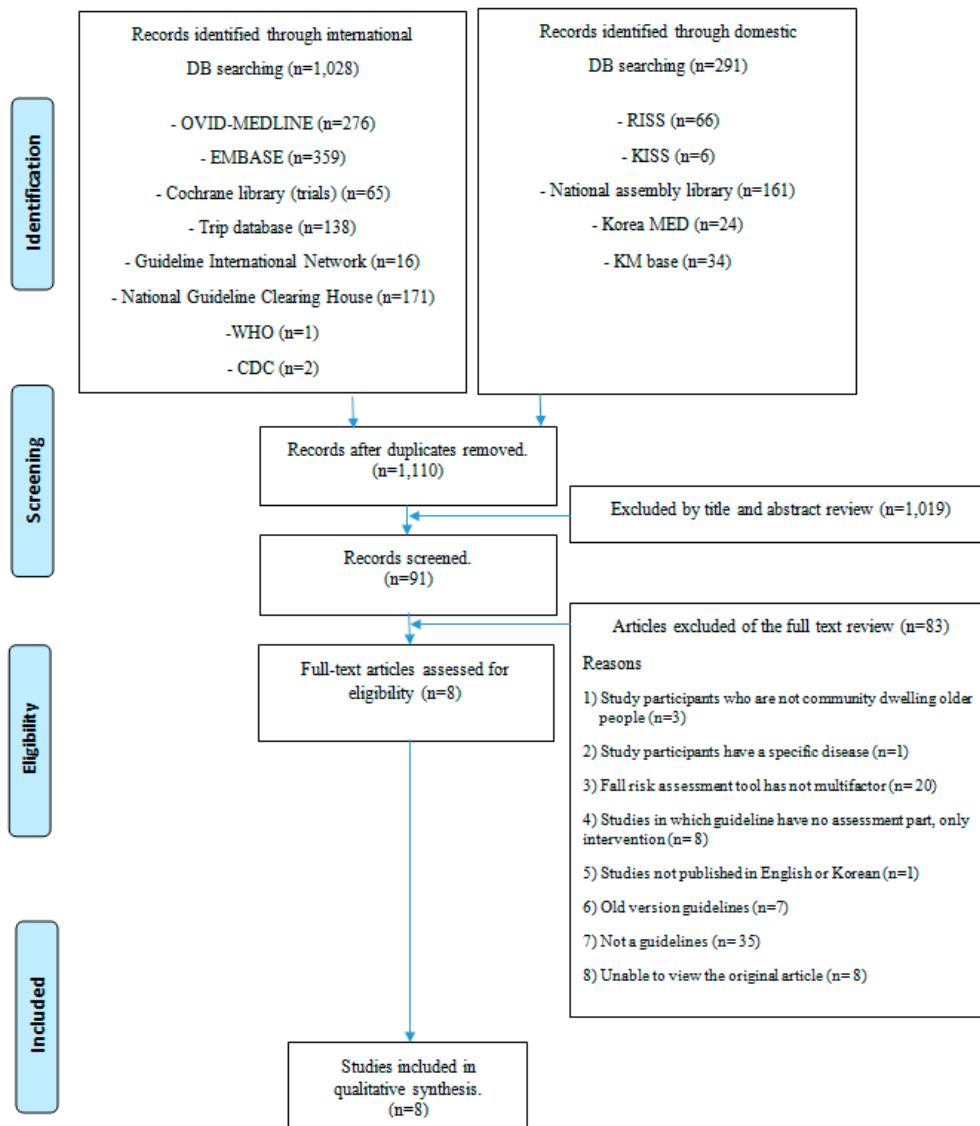 Records identified through international
DB searching (n=1,028)
- OVID-MEDLINE (n=276)
- EMBASE (n=359)
- Cochrane library (trials) (n=65)
- Trip database (n=138)
- Guideline International Network (n=16)
- National Guideline Clearing House (n=171)
-WHO (n=1)
- CDC (n=2)
Records identified through domestic
DB searching (n=291)
- RISS (n=66)
- KISS (n=6)
- National assembly library (n=161)
- Korea MED (n=24)
- KM base (n=34)
Identification
Records after duplicates removed.
(n=1,110)
Screening
Excluded by title and abstract review (n=1,019)
Records screened.
(n=91)
Articles excluded of the full text review (n=83)
Reasons
1) Study participants who are not community dwelling older
people (n=3)
2) Study participants have a specific disease (n=1)
3) Fall risk assessment tool has not multifactor (n= 20)
4) Studies in which guideline have no assessment part, only
intervention (n= 8)
5) Studies not published in English or Korean (n=1)
6) Old version guidelines (n=7)
7) Not a guidelines (n= 35)
8) Unable to view the original article (n= 8)
Full-text articles assessed for
eligibility (n=8)
Eligibility
Included
Studies included in
qualitative synthesis.
(n=8)